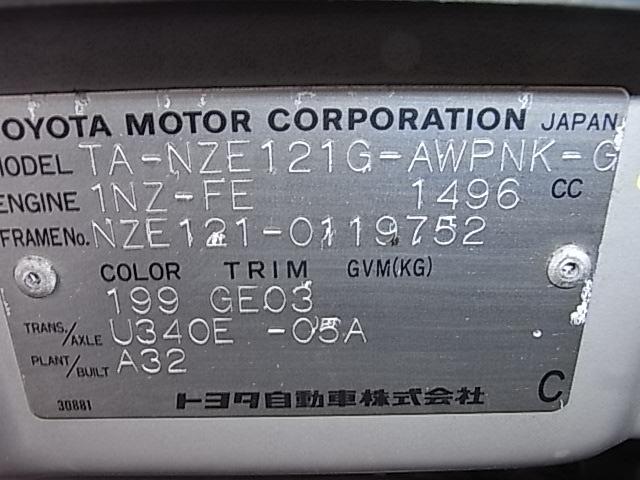 OYOTA MOTOR CORPORATION JAPAN
MODEL TA-NZE121G-AWPNK-G
ENGINE 1NZ-FE 1496 CC
FRAME No. NZE121-0119752
COLOR TRIM GVM(KG)
199 GE03
TRANS./AXLE U340E -05A
PLANT/BUILT A32
30881 トヨタ自動車株式会社 C